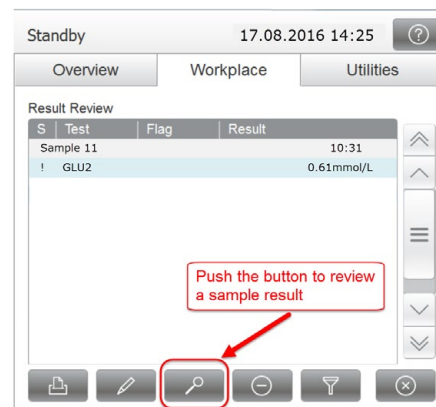 Standby 17.08.2016 14:25 ?
Overview Workplace Utilities
Result Review
S Test Flag Result
Sample 11 10:31
! GLU2 0.61mmol/L
Push the button to review
a sample result